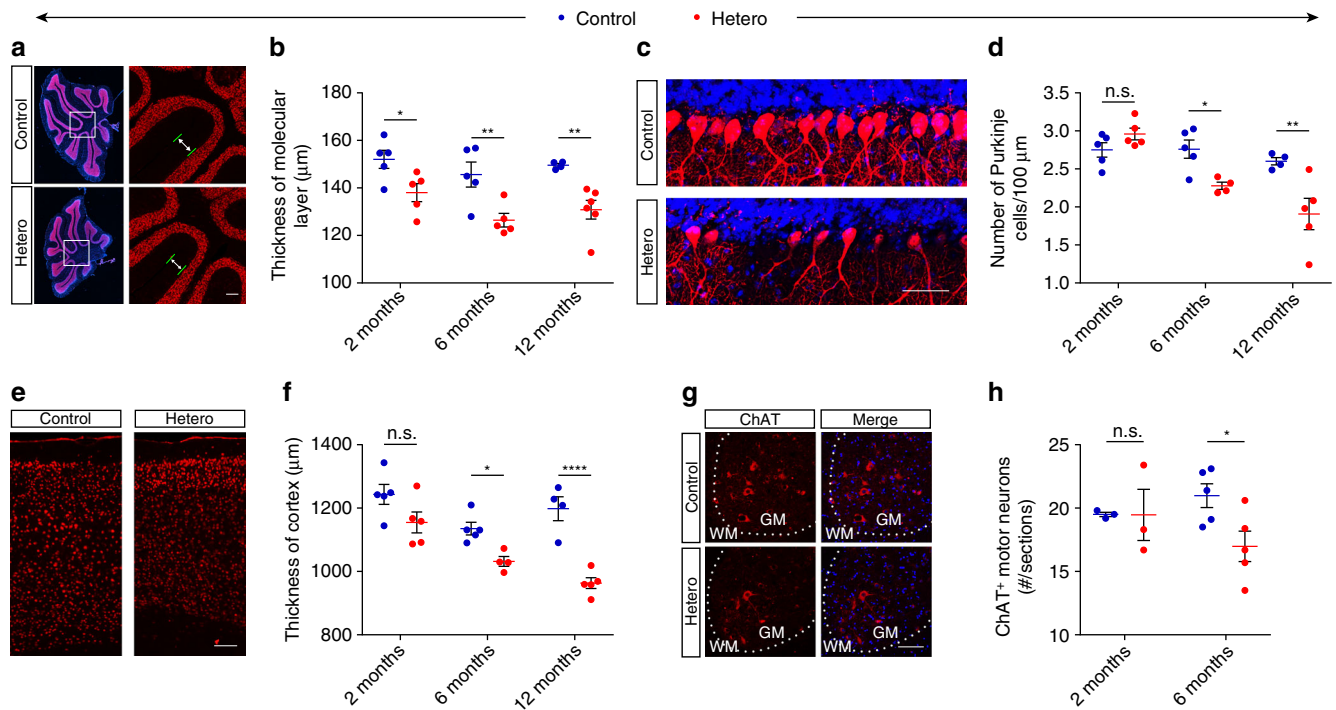 Control Hetero
a
Control
Hetero
b
Thickness of molecular
layer (μm)
180
160
140
120
100
*
**
**
2 months
6 months
12 months
c
Control
Hetero
d
Number of Purkinje
cells/100 μm
3.5
3.0
2.5
2.0
1.5
1.0
n.s.
*
**
2 months
6 months
12 months
e
Control
Hetero
f
Thickness of cortex (μm)
1400
1200
1000
800
n.s.
*
****
2 months
6 months
12 months
g
ChAT
Merge
Control
Hetero
WM
GM
WM
GM
WM
GM
WM
GM
h
ChAT⁺ motor neurons
(#/sections)
25
20
15
10
n.s.
*
2 months
6 months